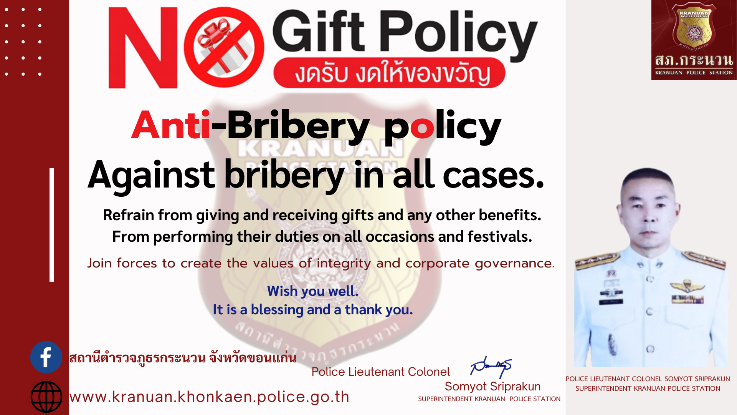 NO Gift Policy
งดรับ งดให้ของขวัญ
KRANUAN
สภ.กระนวน
KRANUAN POLICE STATION
Anti-Bribery policy
KRANUAN
POLICE STATION
Against bribery in all cases.
Refrain from giving and receiving gifts and any other benefits.
From performing their duties on all occasions and festivals.
Join forces to create the values of integrity and corporate governance.
Wish you well.
It is a blessing and a thank you.
สถานีตำรวจภูธรกระนวน จังหวัดขอนแก่น
Police Lieutenant Colonel
Somyot Sriprakun
SUPERINTENDENT KRANUAN POLICE STATION
www.kranuan.khonkaen.police.go.th
POLICE LIEUTENANT COLONEL SOMYOT SRIPRAKUN
SUPERINTENDENT KRANUAN POLICE STATION